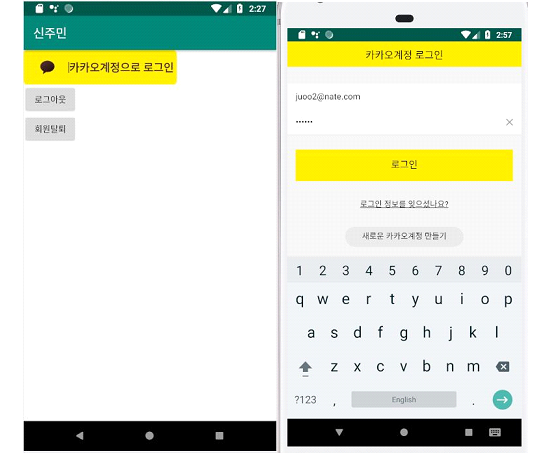 2:27
신주민
카카오계정으로 로그인
로그아웃
회원탈퇴
2:57
카카오계정 로그인
juoo2@nate.com
••••••
로그인
로그인 정보를 잊으셨나요?
새로운 카카오계정 만들기
1 2 3 4 5 6 7 8 9 0
q w e r t y u i o p
a s d f g h j k l
z x c v b n m
?123 , English .